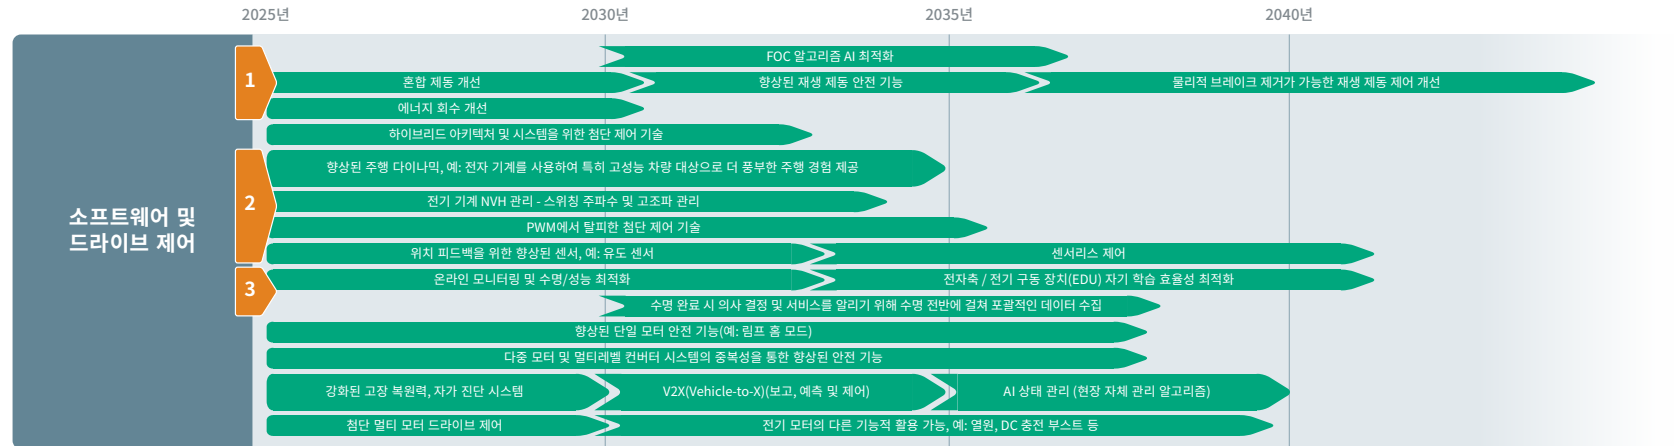 2025년 2030년 2035년 2040년
소프트웨어 및
드라이브 제어
1
FOC 알고리즘 AI 최적화
혼합 제동 개선 향상된 재생 제동 안전 기능 물리적 브레이크 제거가 가능한 재생 제동 제어 개선
에너지 회수 개선
하이브리드 아키텍처 및 시스템을 위한 첨단 제어 기술
2
향상된 주행 다이나믹, 예: 전자 기계를 사용하여 특히 고성능 차량 대상으로 더 풍부한 주행 경험 제공
전기 기계 NVH 관리 - 스위칭 주파수 및 고조파 관리
PWM에서 탈피한 첨단 제어 기술
위치 피드백을 위한 향상된 센서, 예: 유도 센서 센서리스 제어
3
온라인 모니터링 및 수명/성능 최적화 전자축 / 전기 구동 장치(EDU) 자기 학습 효율성 최적화
수명 완료 시 의사 결정 및 서비스를 알리기 위해 수명 전반에 걸쳐 포괄적인 데이터 수집
향상된 단일 모터 안전 기능(예: 림프 홈 모드)
다중 모터 및 멀티레벨 컨버터 시스템의 중복성을 통한 향상된 안전 기능
강화된 고장 복원력, 자가 진단 시스템 V2X(Vehicle-to-X)(보고, 예측 및 제어) AI 상태 관리 (현장 자체 관리 알고리즘)
첨단 멀티 모터 드라이브 제어 전기 모터의 다른 기능적 활용 가능, 예: 열원, DC 충전 부스트 등